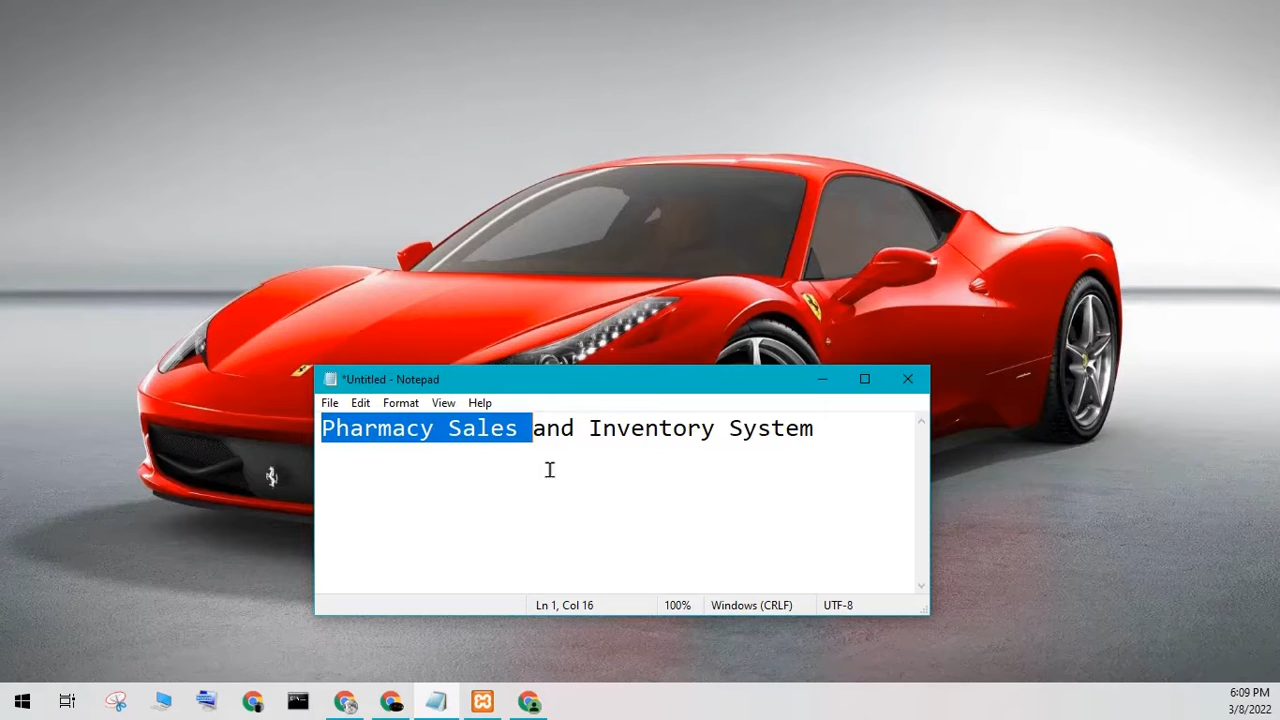 *Untitled - Notepad
File Edit Format View Help
Pharmacy Sales and Inventory System
Ln 1, Col 16 100% Windows (CRLF) UTF-8
6:09 PM
3/8/2022